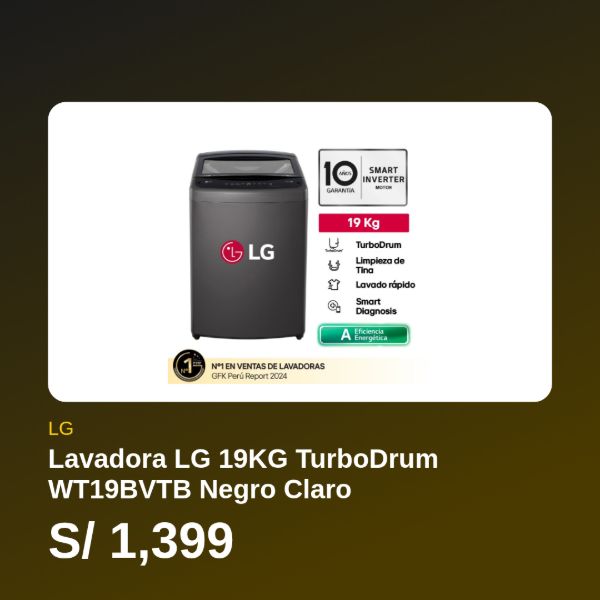 10 AÑOS
GARANTÍA
SMART
INVERTER
MOTOR
19 Kg
LG
TurboDrum
Limpieza de
Tina
Lavado rápido
Smart
Diagnosis
A Eficiencia
Energética
Nº1
Nº1 EN VENTAS DE LAVADORAS
GFK Perú Report 2024
LG
Lavadora LG 19KG TurboDrum
WT19BVTB Negro Claro
S/ 1,399